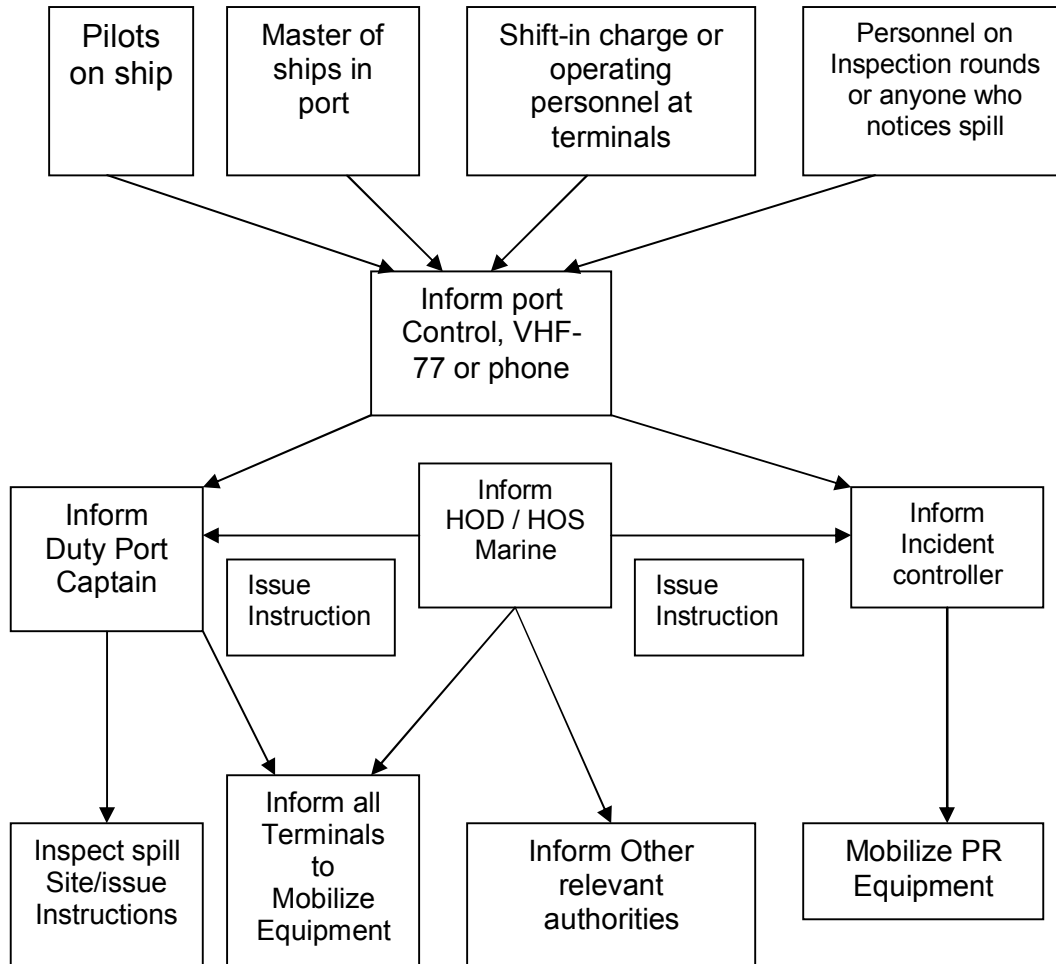 Pilots
on ship
Master of
ships in
port
Shift-in charge or
operating
personnel at
terminals
Personnel on
Inspection rounds
or anyone who
notices spill
Inform port
Control, VHF-
77 or phone
Inform
Duty Port
Captain
Issue
Instruction
Inform
HOD / HOS
Marine
Issue
Instruction
Inform
Incident
controller
Inspect spill
Site/issue
Instructions
Inform all
Terminals
to
Mobilize
Equipment
Inform Other
relevant
authorities
Mobilize PR
Equipment